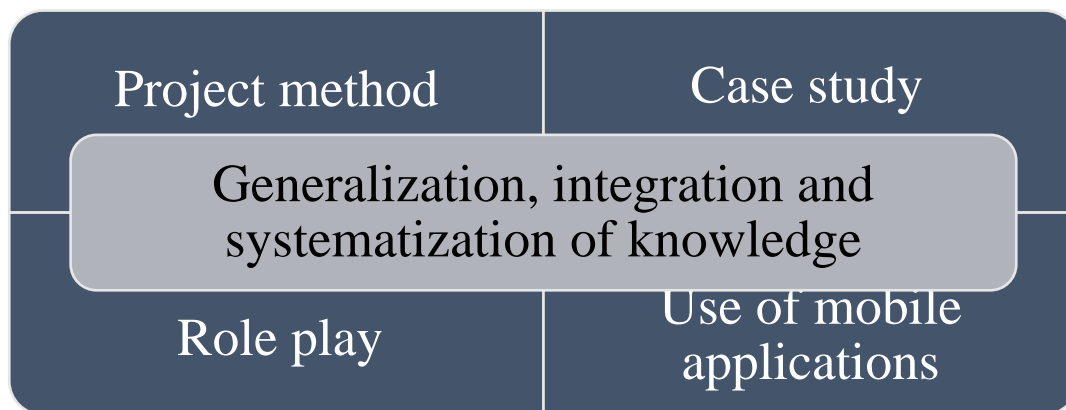 Project method
Case study
Generalization, integration and
systematization of knowledge
Role play
Use of mobile
applications